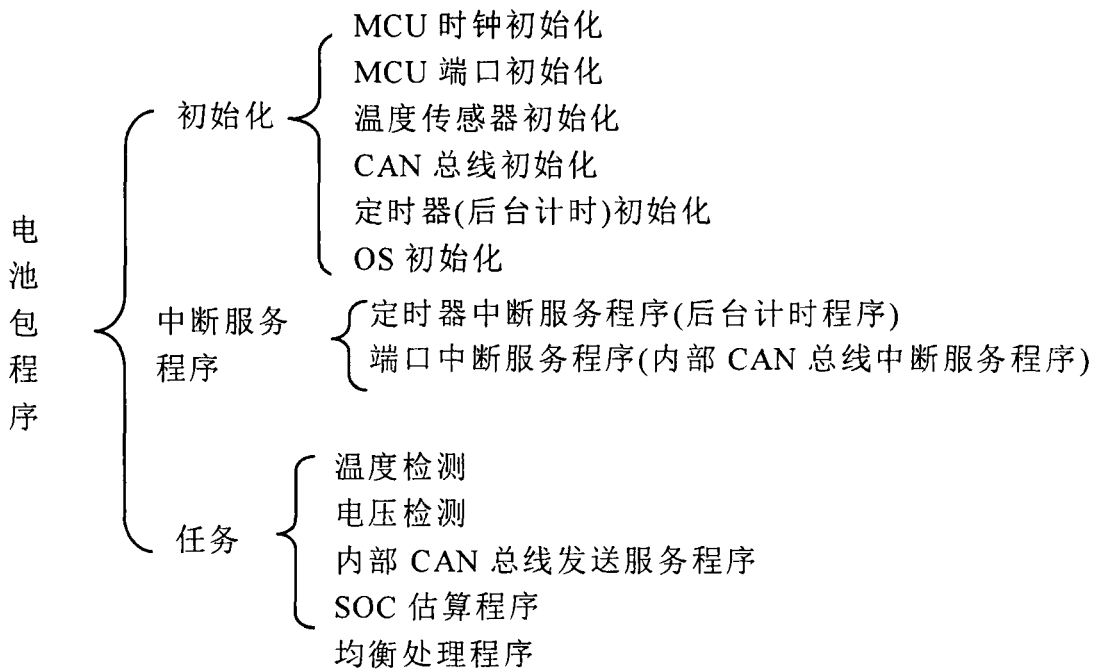 电池包程序
初始化
MCU 时钟初始化
MCU 端口初始化
温度传感器初始化
CAN 总线初始化
定时器(后台计时)初始化
OS 初始化
中断服务
程序
定时器中断服务程序(后台计时程序)
端口中断服务程序(内部 CAN 总线中断服务程序)
任务
温度检测
电压检测
内部 CAN 总线发送服务程序
SOC 估算程序
均衡处理程序